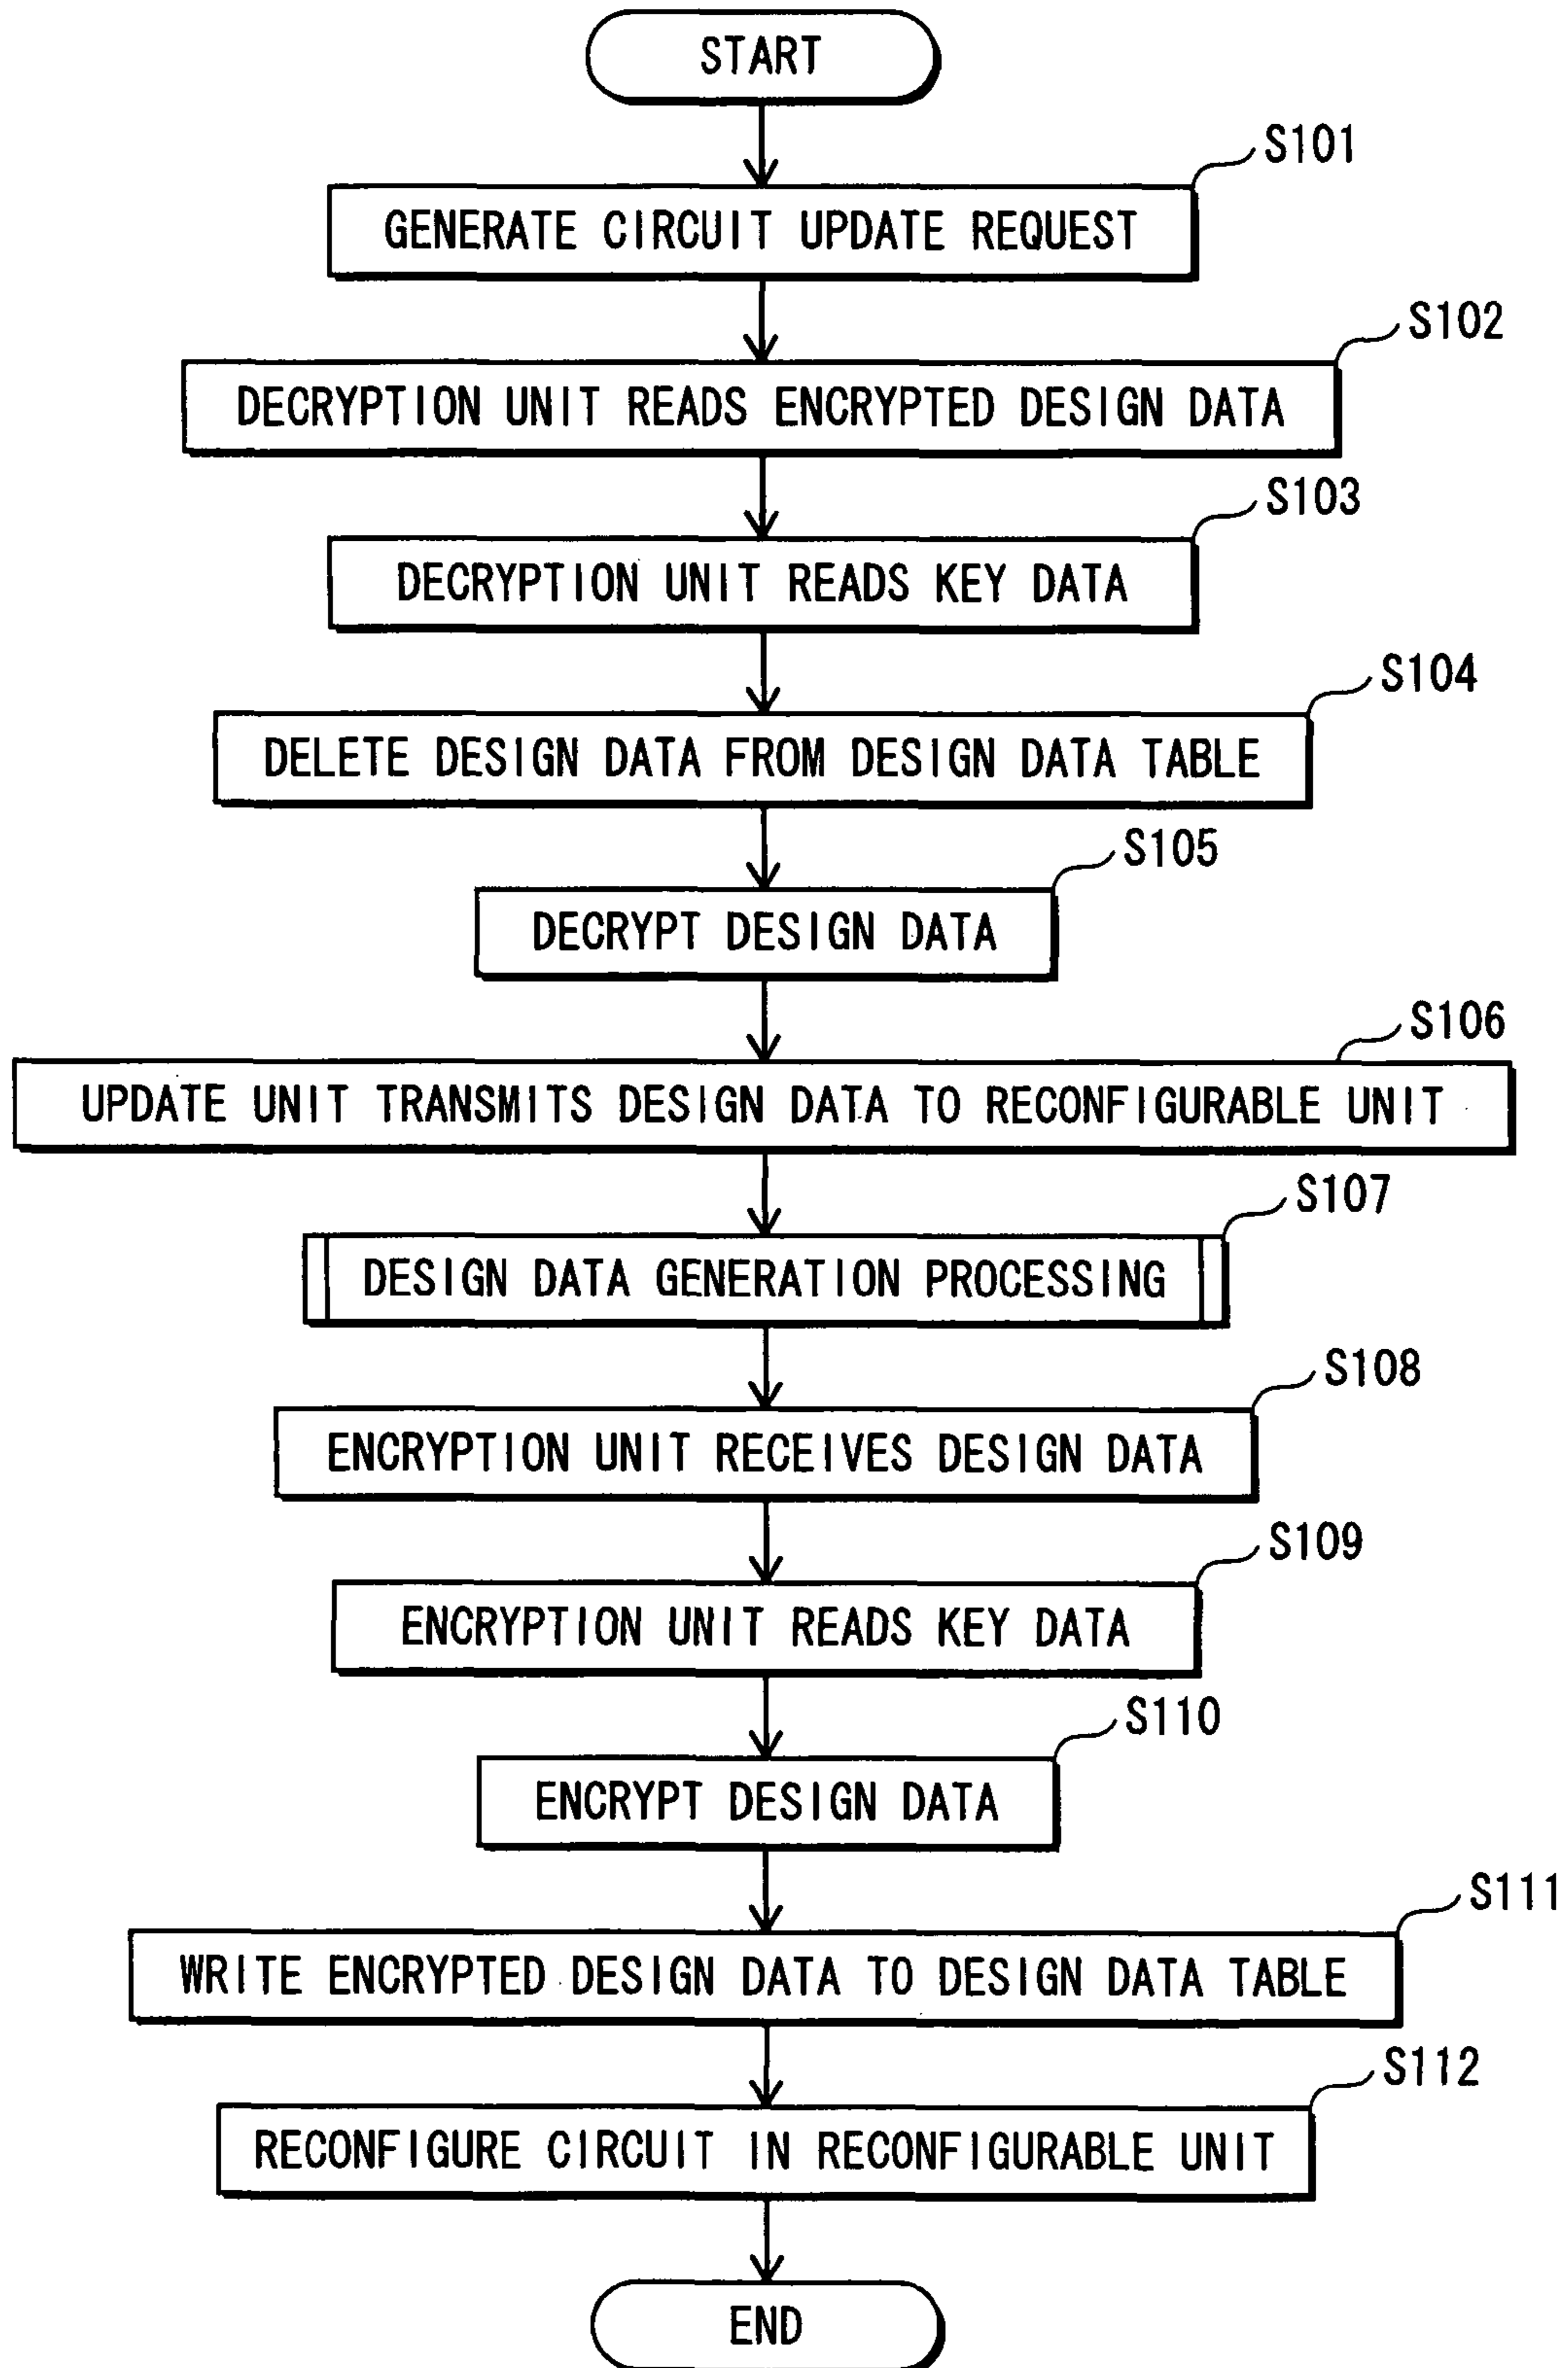 START
S101
GENERATE CIRCUIT UPDATE REQUEST
S102
DECRYPTION UNIT READS ENCRYPTED DESIGN DATA
S103
DECRYPTION UNIT READS KEY DATA
S104
DELETE DESIGN DATA FROM DESIGN DATA TABLE
S105
DECRYPT DESIGN DATA
S106
UPDATE UNIT TRANSMITS DESIGN DATA TO RECONFIGURABLE UNIT
S107
DESIGN DATA GENERATION PROCESSING
S108
ENCRYPTION UNIT RECEIVES DESIGN DATA
S109
ENCRYPTION UNIT READS KEY DATA
S110
ENCRYPT DESIGN DATA
S111
WRITE ENCRYPTED DESIGN DATA TO DESIGN DATA TABLE
S112
RECONFIGURE CIRCUIT IN RECONFIGURABLE UNIT
END